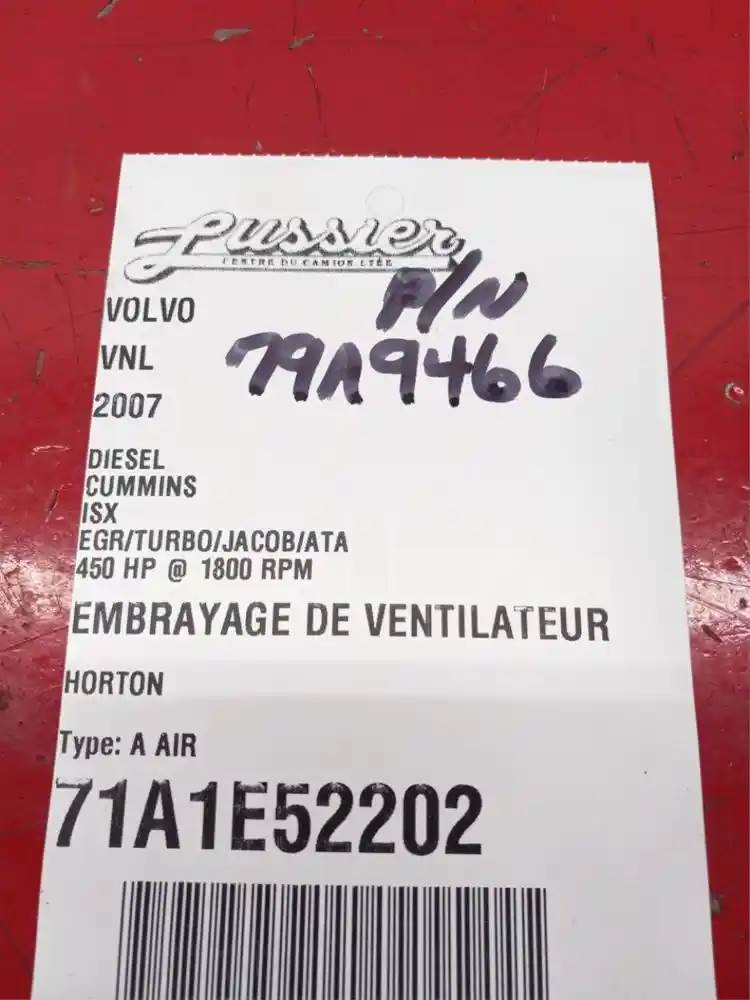 Lussier
CENTRE DU CAMION LTÉE
P/N
VOLVO
79A9466
VNL
2007
DIESEL
CUMMINS
ISX
EGR/TURBO/JACOB/ATA
450 HP @ 1800 RPM
EMBRAYAGE DE VENTILATEUR
HORTON
Type: A AIR
71A1E52202